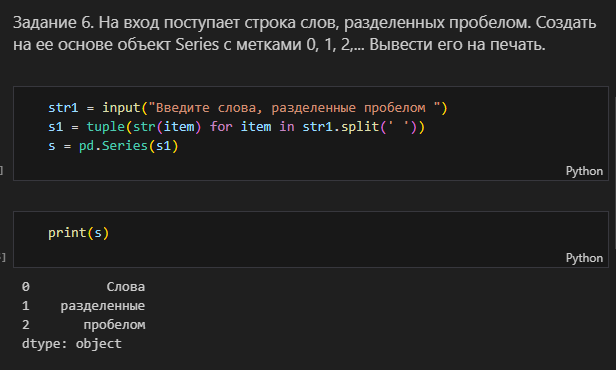 Задание 6. На вход поступает строка слов, разделенных пробелом. Создать
на ее основе объект Series с метками 0, 1, 2,... Вывести его на печать.
str1 = input("Введите слова, разделенные пробелом ")
s1 = tuple(str(item) for item in str1.split(' '))
s = pd.Series(s1)
]
Python
print(s)
]
Python
0 Слова
1 разделенные
2 пробелом
dtype: object